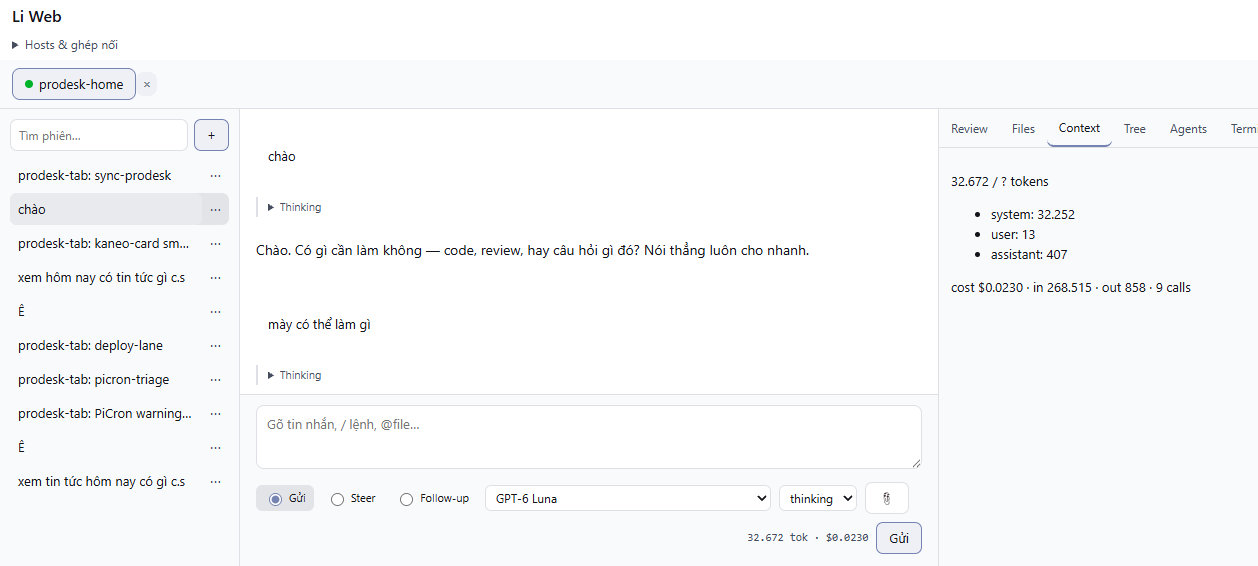 Li Web
▶ Hosts & ghép nối
prodesk-home ×
Tìm phiên... +
prodesk-tab: sync-prodesk ...
chào ...
prodesk-tab: kaneo-card sm... ...
xem hôm nay có tin tức gì c.s ...
Ê ...
prodesk-tab: deploy-lane ...
prodesk-tab: picron-triage ...
prodesk-tab: PiCron warning... ...
Ê ...
xem tin tức hôm nay có gì c.s ...
chào
▶ Thinking
Chào. Có gì cần làm không — code, review, hay câu hỏi gì đó? Nói thẳng luôn cho nhanh.
mày có thể làm gì
▶ Thinking
Gõ tin nhắn, / lệnh, @file...
Gửi Steer Follow-up GPT-6 Luna thinking
32.672 tok · $0.0230 Gửi
Review Files Context Tree Agents Term
32.672 / ? tokens
• system: 32.252
• user: 13
• assistant: 407
cost $0.0230 · in 268.515 · out 858 · 9 calls